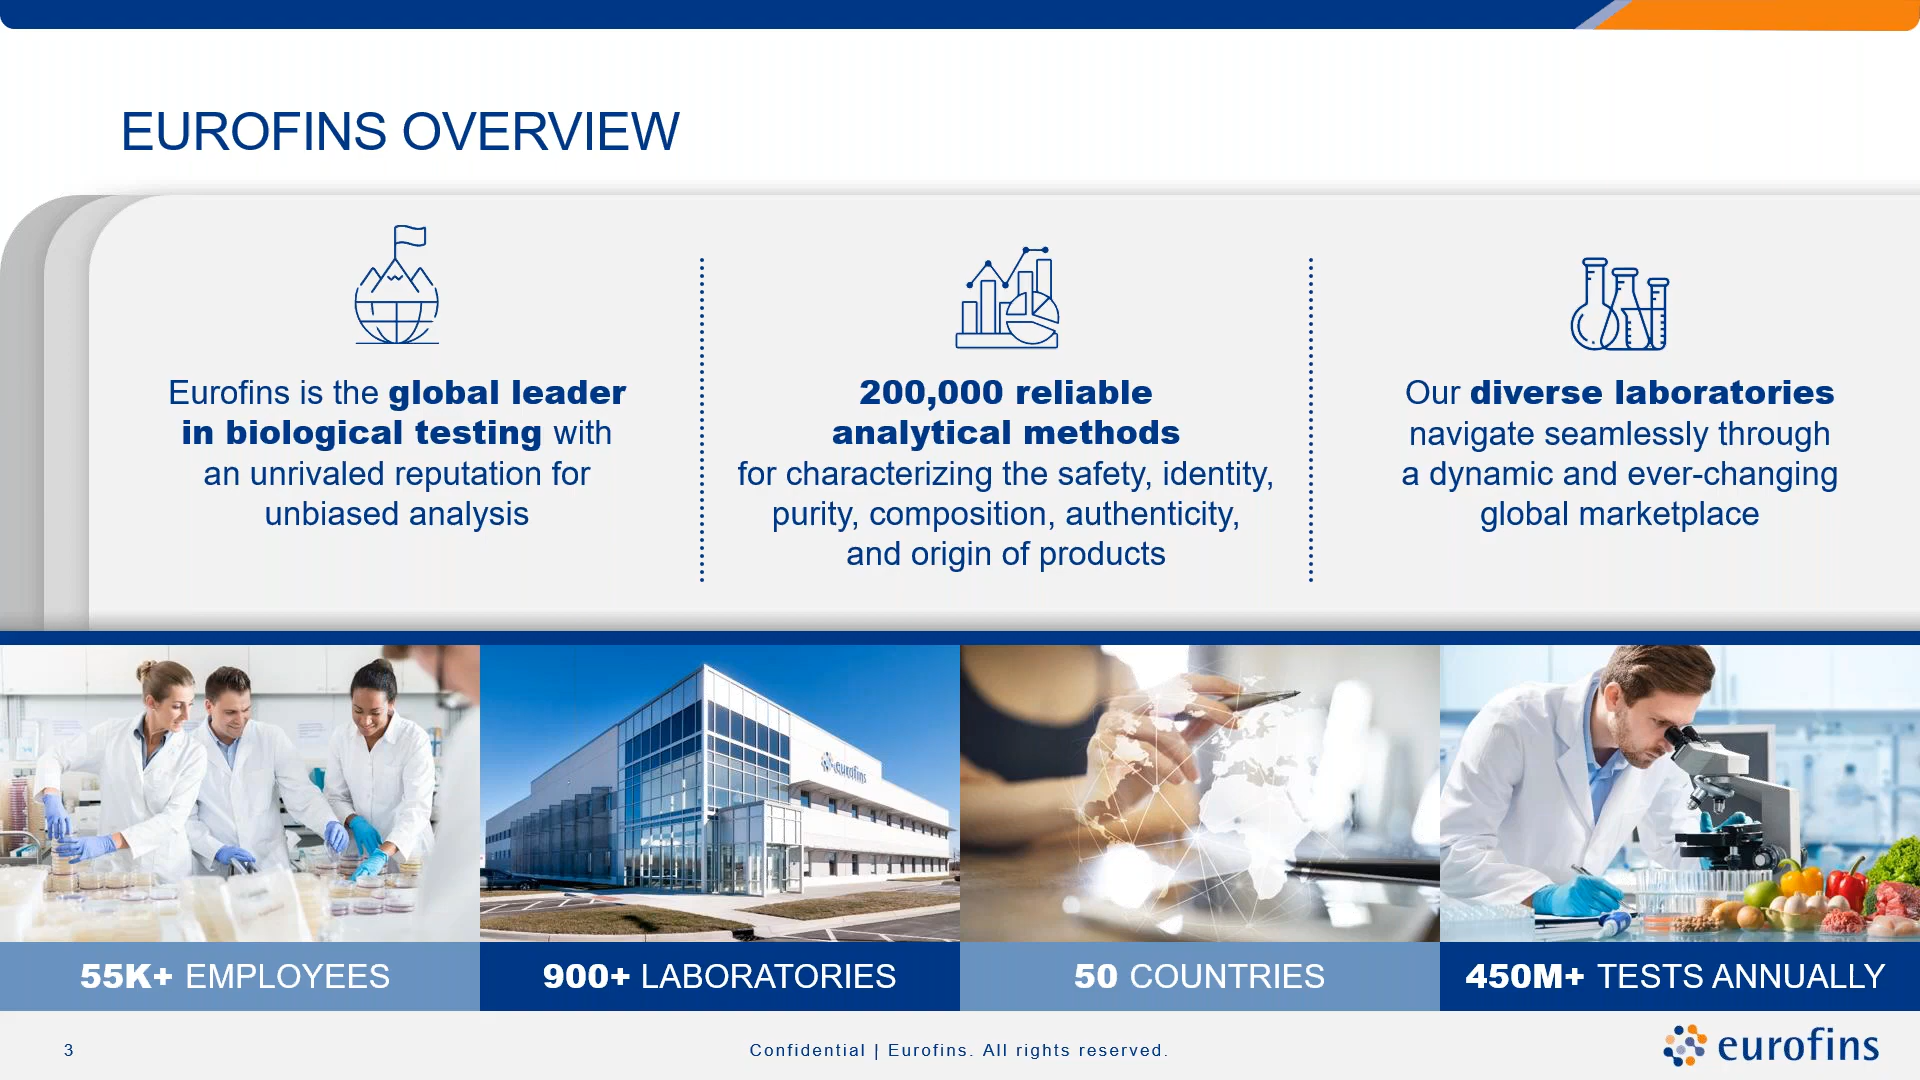 EUROFINS OVERVIEW
Eurofins is the global leader
in biological testing with
an unrivaled reputation for
unbiased analysis
200,000 reliable
analytical methods
for characterizing the safety, identity,
purity, composition, authenticity,
and origin of products
Our diverse laboratories
navigate seamlessly through
a dynamic and ever-changing
global marketplace
eurofins
55K+ EMPLOYEES
900+ LABORATORIES
50 COUNTRIES
450M+ TESTS ANNUALLY
3
Confidential | Eurofins. All rights reserved.
eurofins